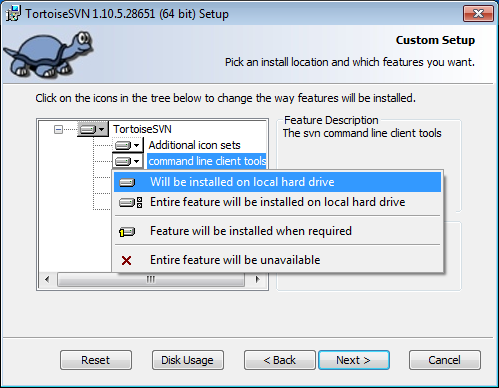 TortoiseSVN 1.10.5.28651 (64 bit) Setup
Custom Setup
Pick an install location and which features you want.
Click on the icons in the tree below to change the way features will be installed.
TortoiseSVN
Additional icon sets
command line client tools
Feature Description
The svn command line client tools
Will be installed on local hard drive
Entire feature will be installed on local hard drive
Feature will be installed when required
Entire feature will be unavailable
Reset
Disk Usage
< Back
Next >
Cancel